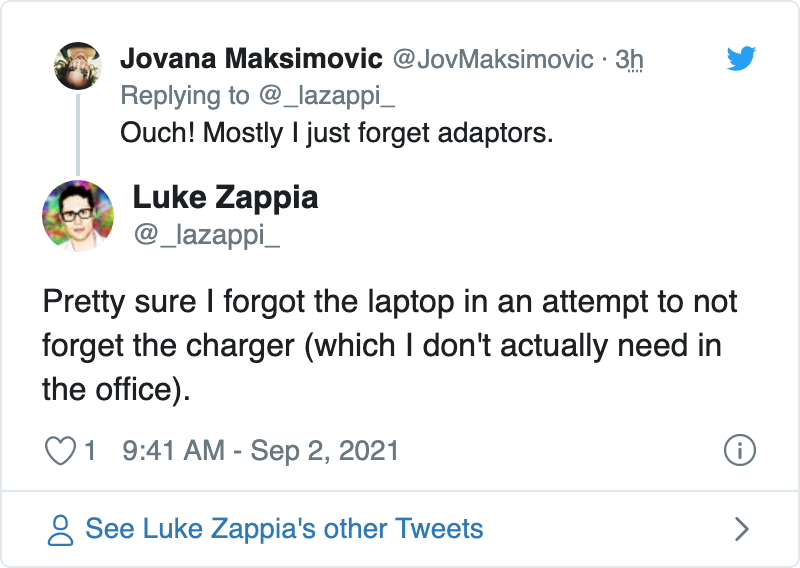 Jovana Maksimovic @JovMaksimovic · 3h
Replying to @_lazappi_
Ouch! Mostly I just forget adaptors.
Luke Zappia
@_lazappi_
Pretty sure I forgot the laptop in an attempt to not
forget the charger (which I don't actually need in
the office).
1 9:41 AM - Sep 2, 2021
See Luke Zappia's other Tweets